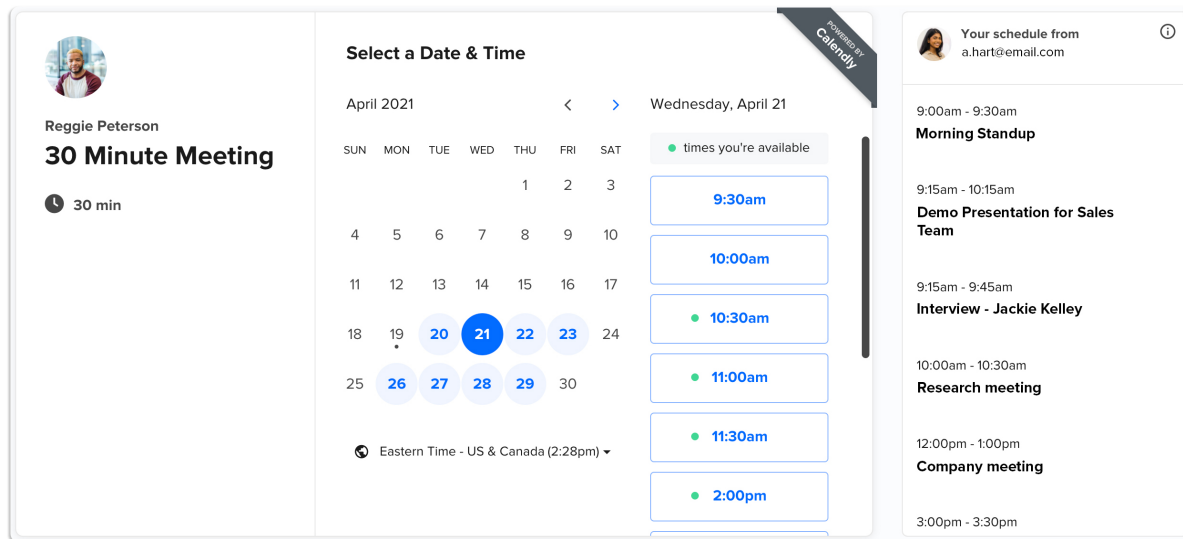 Reggie Peterson
30 Minute Meeting
30 min
Select a Date & Time
POWERED BY
Calendly
April 2021
SUN MON TUE WED THU FRI SAT
1 2 3
4 5 6 7 8 9 10
11 12 13 14 15 16 17
18 19 20 21 22 23 24
25 26 27 28 29 30
Eastern Time - US & Canada (2:28pm)
Wednesday, April 21
times you're available
9:30am
10:00am
10:30am
11:00am
11:30am
2:00pm
Your schedule from
a.hart@email.com
9:00am - 9:30am
Morning Standup
9:15am - 10:15am
Demo Presentation for Sales
Team
9:15am - 9:45am
Interview - Jackie Kelley
10:00am - 10:30am
Research meeting
12:00pm - 1:00pm
Company meeting
3:00pm - 3:30pm